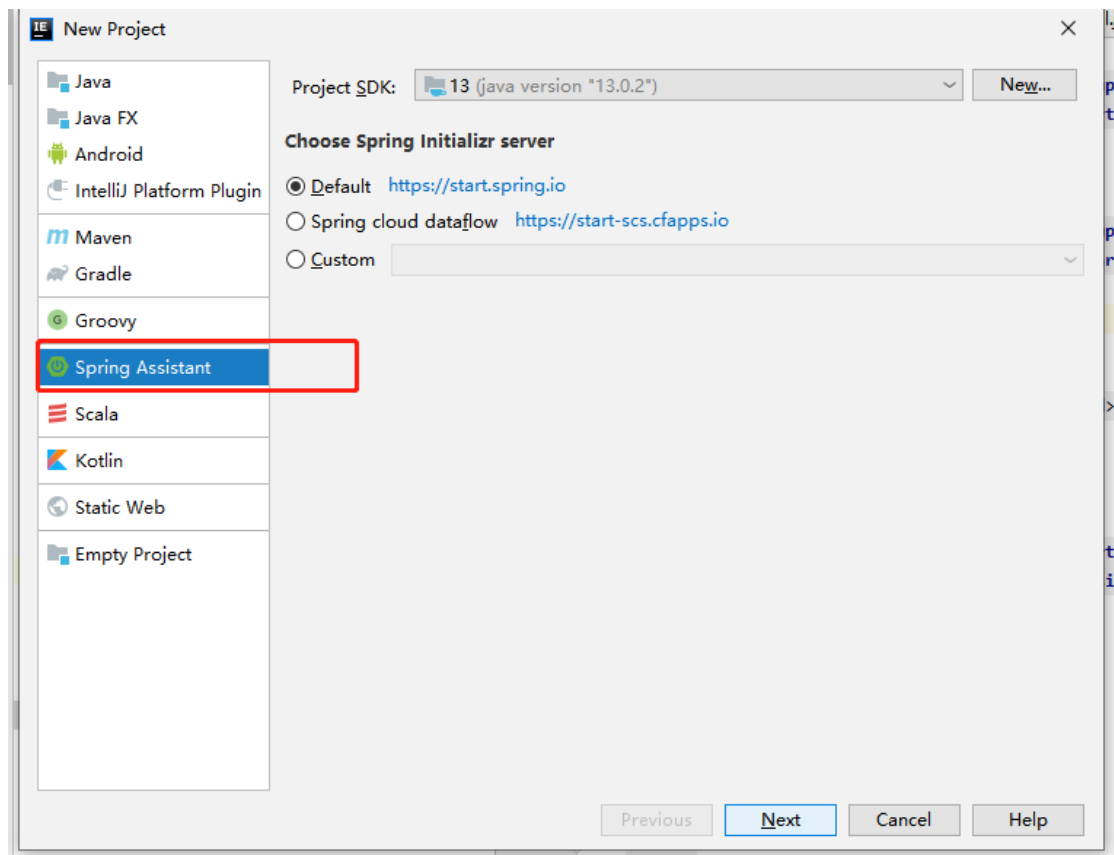 New Project
Java
Java FX
Android
IntelliJ Platform Plugin
Maven
Gradle
Groovy
Spring Assistant
Scala
Kotlin
Static Web
Empty Project
Project SDK: 13 (java version "13.0.2") New...
Choose Spring Initializr server
Default https://start.spring.io
Spring cloud dataflow https://start-scs.cfapps.io
Custom
Previous Next Cancel Help